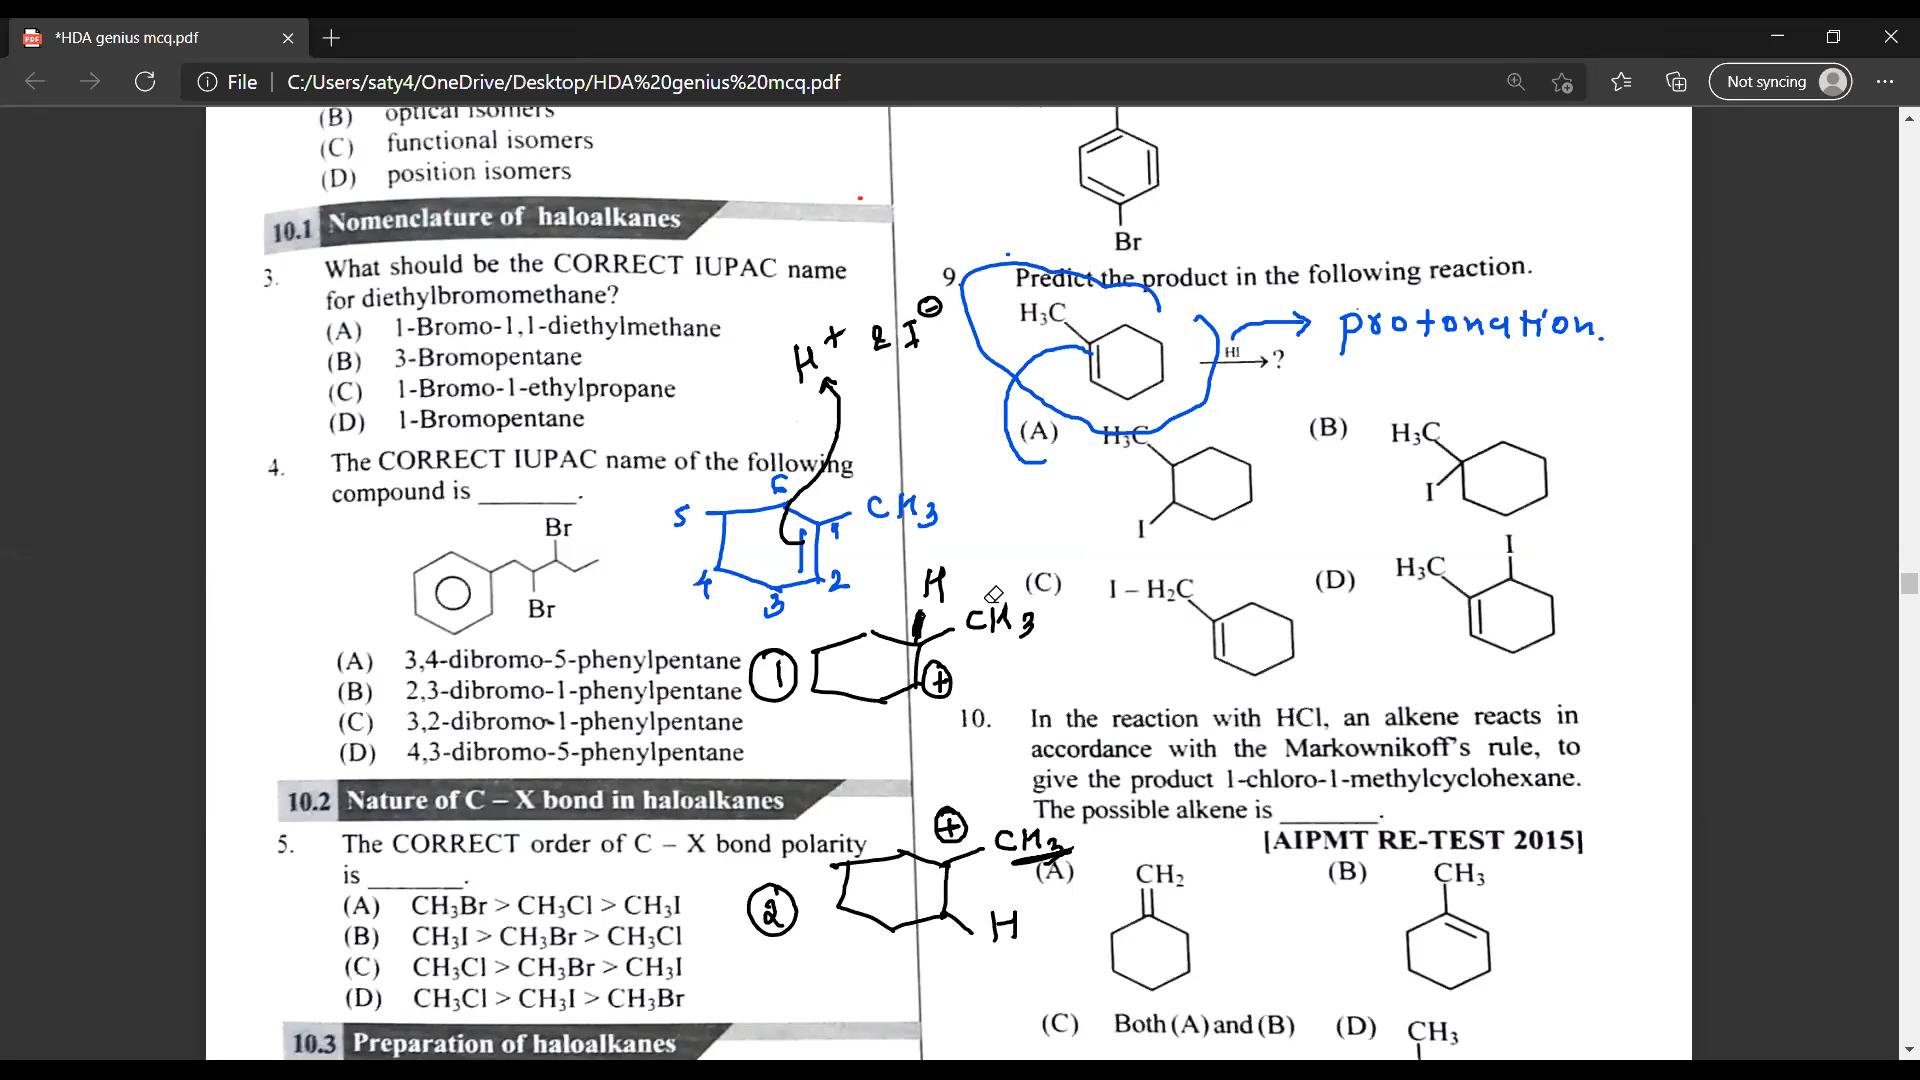 *HDA genius mcq.pdf
File
C:/Users/saty4/OneDrive/Desktop/HDA%20genius%20mcq.pdf
Not syncing
(B) optical isomers
(C) functional isomers
(D) position isomers
10.1 Nomenclature of haloalkanes
3. What should be the CORRECT IUPAC name
for diethylbromomethane?
(A) 1-Bromo-1,1-diethylmethane
(B) 3-Bromopentane
(C) 1-Bromo-1-ethylpropane
(D) 1-Bromopentane
H+ & I⊖
4. The CORRECT IUPAC name of the following
compound is ________.
Br
Br
6
5
CH3
1
4
2
3
(A) 3,4-dibromo-5-phenylpentane
(B) 2,3-dibromo-1-phenylpentane
(C) 3,2-dibromo-1-phenylpentane
(D) 4,3-dibromo-5-phenylpentane
H
CH3
1
+
10.2 Nature of C – X bond in haloalkanes
5. The CORRECT order of C – X bond polarity
is ________.
(A) CH3Br > CH3Cl > CH3I
(B) CH3I > CH3Br > CH3Cl
(C) CH3Cl > CH3Br > CH3I
(D) CH3Cl > CH3I > CH3Br
+
CH3
2
H
10.3 Preparation of haloalkanes
Br
9. Predict the product in the following reaction.
H3C
HI
?
protonation.
(A) H3C
I
(B) H3C
I
(C) I – H2C
(D) H3C
I
10. In the reaction with HCl, an alkene reacts in
accordance with the Markownikoff's rule, to
give the product 1-chloro-1-methylcyclohexane.
The possible alkene is ________.
[AIPMT RE-TEST 2015]
(A) CH2
(B) CH3
(C) Both (A) and (B)
(D) CH3